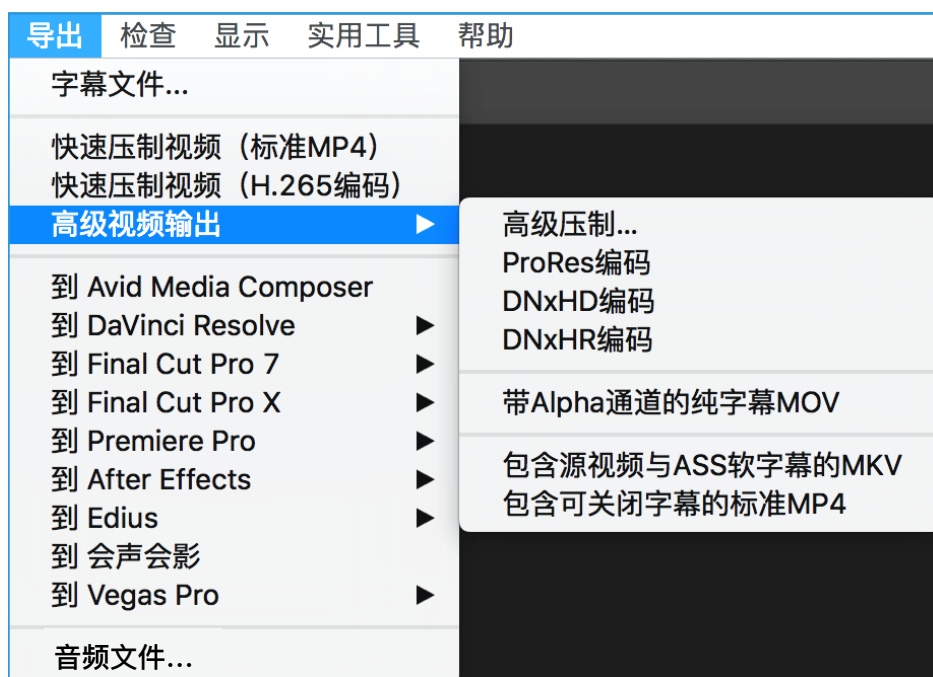 导出 检查 显示 实用工具 帮助
字幕文件...
快速压制视频（标准MP4）
快速压制视频（H.265编码）
高级视频输出
到 Avid Media Composer
到 DaVinci Resolve
到 Final Cut Pro 7
到 Final Cut Pro X
到 Premiere Pro
到 After Effects
到 Edius
到 会声会影
到 Vegas Pro
音频文件...
高级压制...
ProRes编码
DNxHD编码
DNxHR编码
带Alpha通道的纯字幕MOV
包含源视频与ASS软字幕的MKV
包含可关闭字幕的标准MP4